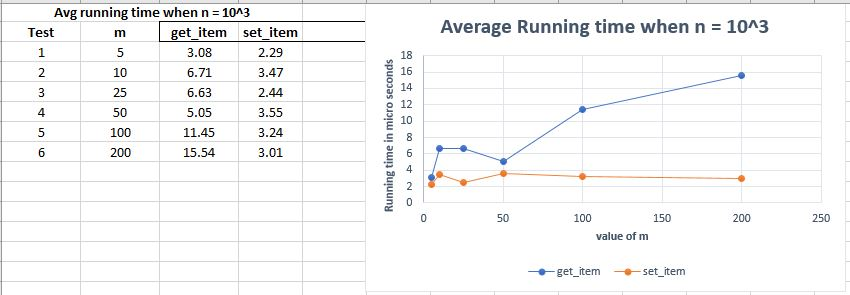 Avg running time when n = 10^3
Test m get_item set_item
1 5 3.08 2.29
2 10 6.71 3.47
3 25 6.63 2.44
4 50 5.05 3.55
5 100 11.45 3.24
6 200 15.54 3.01
Average Running time when n = 10^3
Running time in micro seconds
18
16
14
12
10
8
6
4
2
0
0 50 100 150 200 250
value of m
get_item set_item